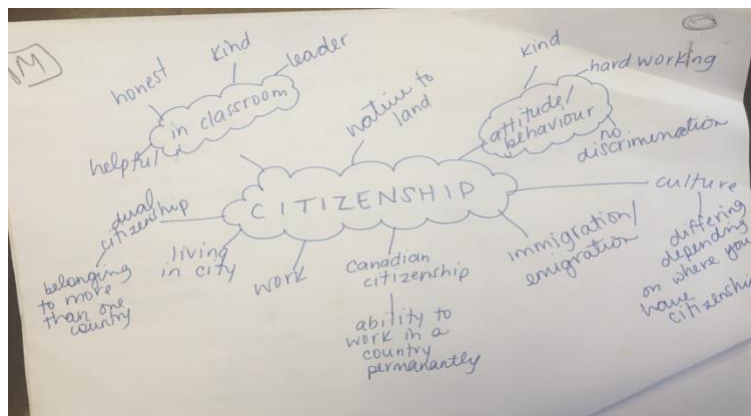 M
honest
kind
leader
in classroom
helpful
native to
land
kind
hard working
attitude/
behaviour
no
discrimenation
CITIZENSHIP
dual
citizenship
belonging
to more
than one
country
living
in city
work
Canadian
citizenship
ability to
work in a
country
permanantly
immigration/
emigration
culture
differing
depending
on where you
have
citizenship